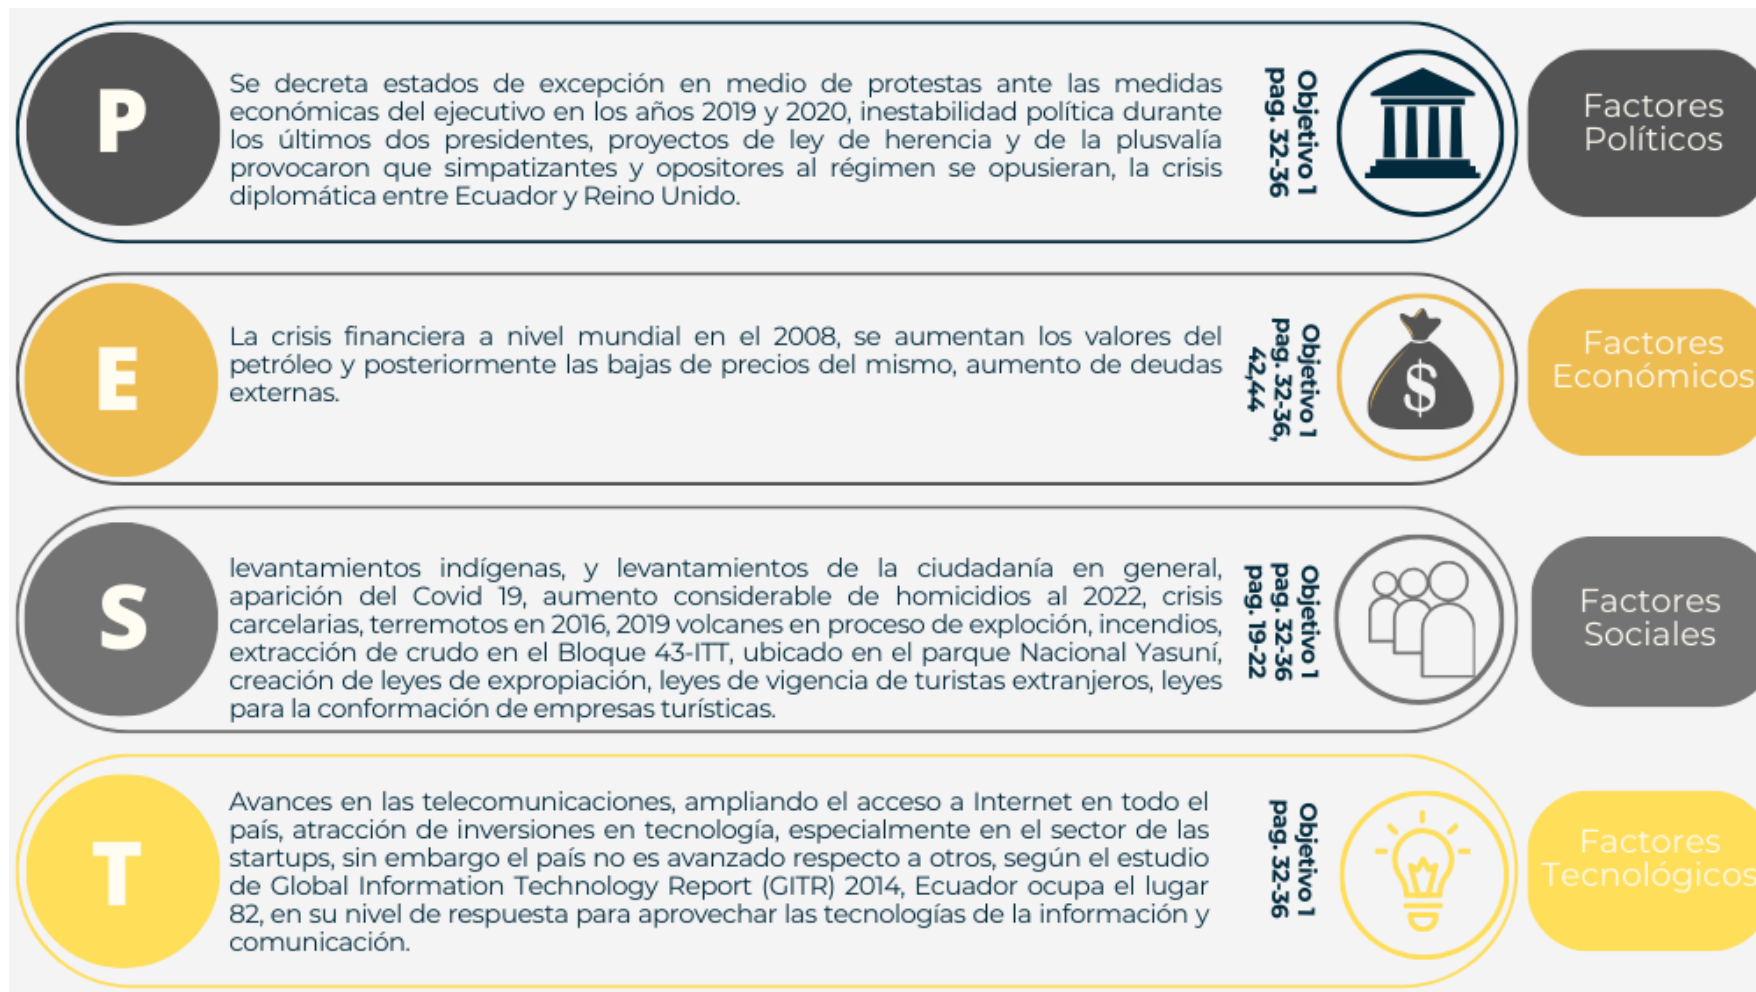 P
Se decreta estados de excepción en medio de protestas ante las medidas
económicas del ejecutivo en los años 2019 y 2020, inestabilidad política durante
los últimos dos presidentes, proyectos de ley de herencia y de la plusvalía
provocaron que simpatizantes y opositores al régimen se opusieran, la crisis
diplomática entre Ecuador y Reino Unido.
Objetivo 1
pag. 32-36
Factores
Políticos
E
La crisis financiera a nivel mundial en el 2008, se aumentan los valores del
petróleo y posteriormente las bajas de precios del mismo, aumento de deudas
externas.
Objetivo 1
pag. 32-36,
42,44
$
Factores
Económicos
S
levantamientos indígenas, y levantamientos de la ciudadanía en general,
aparición del Covid 19, aumento considerable de homicidios al 2022, crisis
carcelarias, terremotos en 2016, 2019 volcanes en proceso de exploción, incendios,
extracción de crudo en el Bloque 43-ITT, ubicado en el parque Nacional Yasuní,
creación de leyes de expropiación, leyes de vigencia de turistas extranjeros, leyes
para la conformación de empresas turísticas.
Objetivo 1
pag. 32-36
pag. 19-22
Factores
Sociales
T
Avances en las telecomunicaciones, ampliando el acceso a Internet en todo el
país, atracción de inversiones en tecnología, especialmente en el sector de las
startups, sin embargo el país no es avanzado respecto a otros, según el estudio
de Global Information Technology Report (GITR) 2014, Ecuador ocupa el lugar
82, en su nivel de respuesta para aprovechar las tecnologías de la información y
comunicación.
Objetivo 1
pag. 32-36
Factores
Tecnológicos